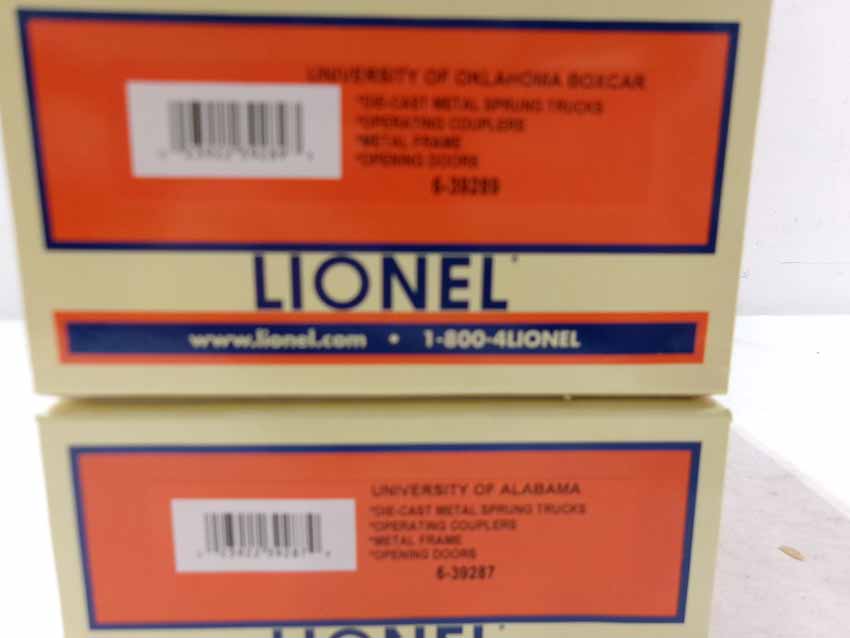 UNIVERSITY OF OKLAHOMA BOXCAR
*DIE-CAST METAL SPRUNG TRUCKS
*OPERATING COUPLERS
*METAL FRAME
*OPENING DOORS
6-39289
LIONEL
www.lionel.com • 1-800-4LIONEL
UNIVERSITY OF ALABAMA
*DIE-CAST METAL SPRUNG TRUCKS
*OPERATING COUPLERS
*METAL FRAME
*OPENING DOORS
6-39287
LIONEL